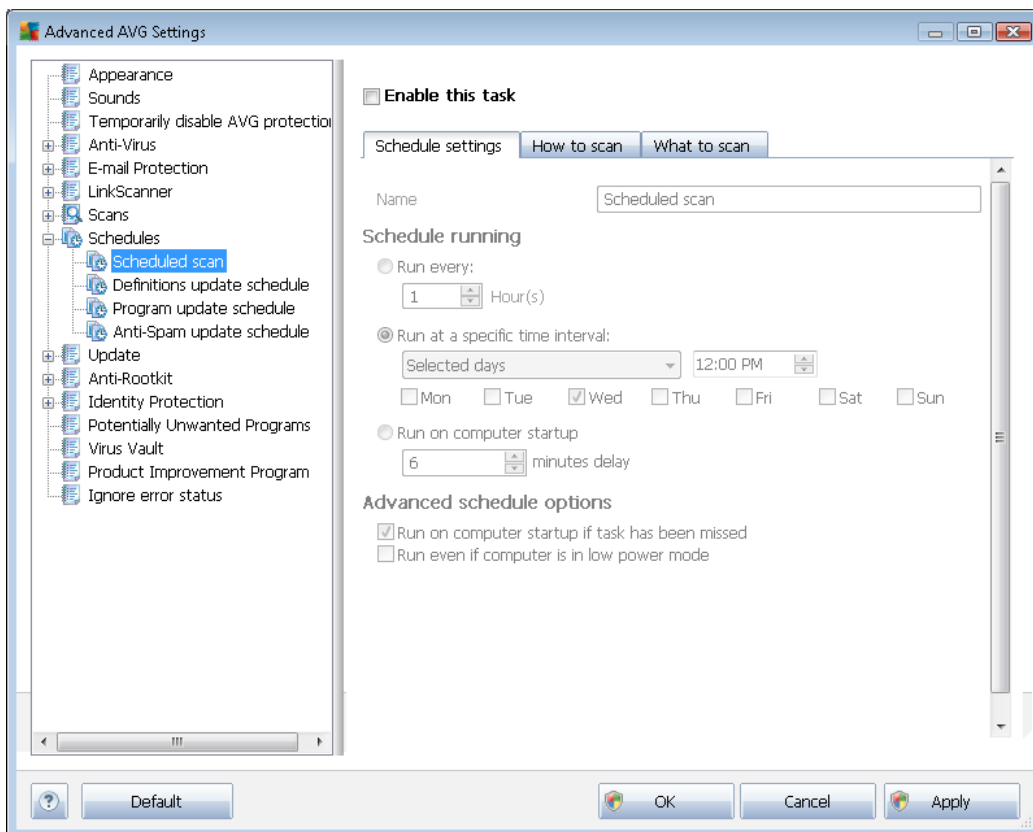 Advanced AVG Settings
Appearance
Sounds
Temporarily disable AVG protection
Anti-Virus
E-mail Protection
LinkScanner
Scans
Schedules
Scheduled scan
Definitions update schedule
Program update schedule
Anti-Spam update schedule
Update
Anti-Rootkit
Identity Protection
Potentially Unwanted Programs
Virus Vault
Product Improvement Program
Ignore error status
Enable this task
Schedule settings How to scan What to scan
Name Scheduled scan
Schedule running
Run every:
1 Hour(s)
Run at a specific time interval:
Selected days 12:00 PM
Mon Tue Wed Thu Fri Sat Sun
Run on computer startup
6 minutes delay
Advanced schedule options
Run on computer startup if task has been missed
Run even if computer is in low power mode
? Default OK Cancel Apply